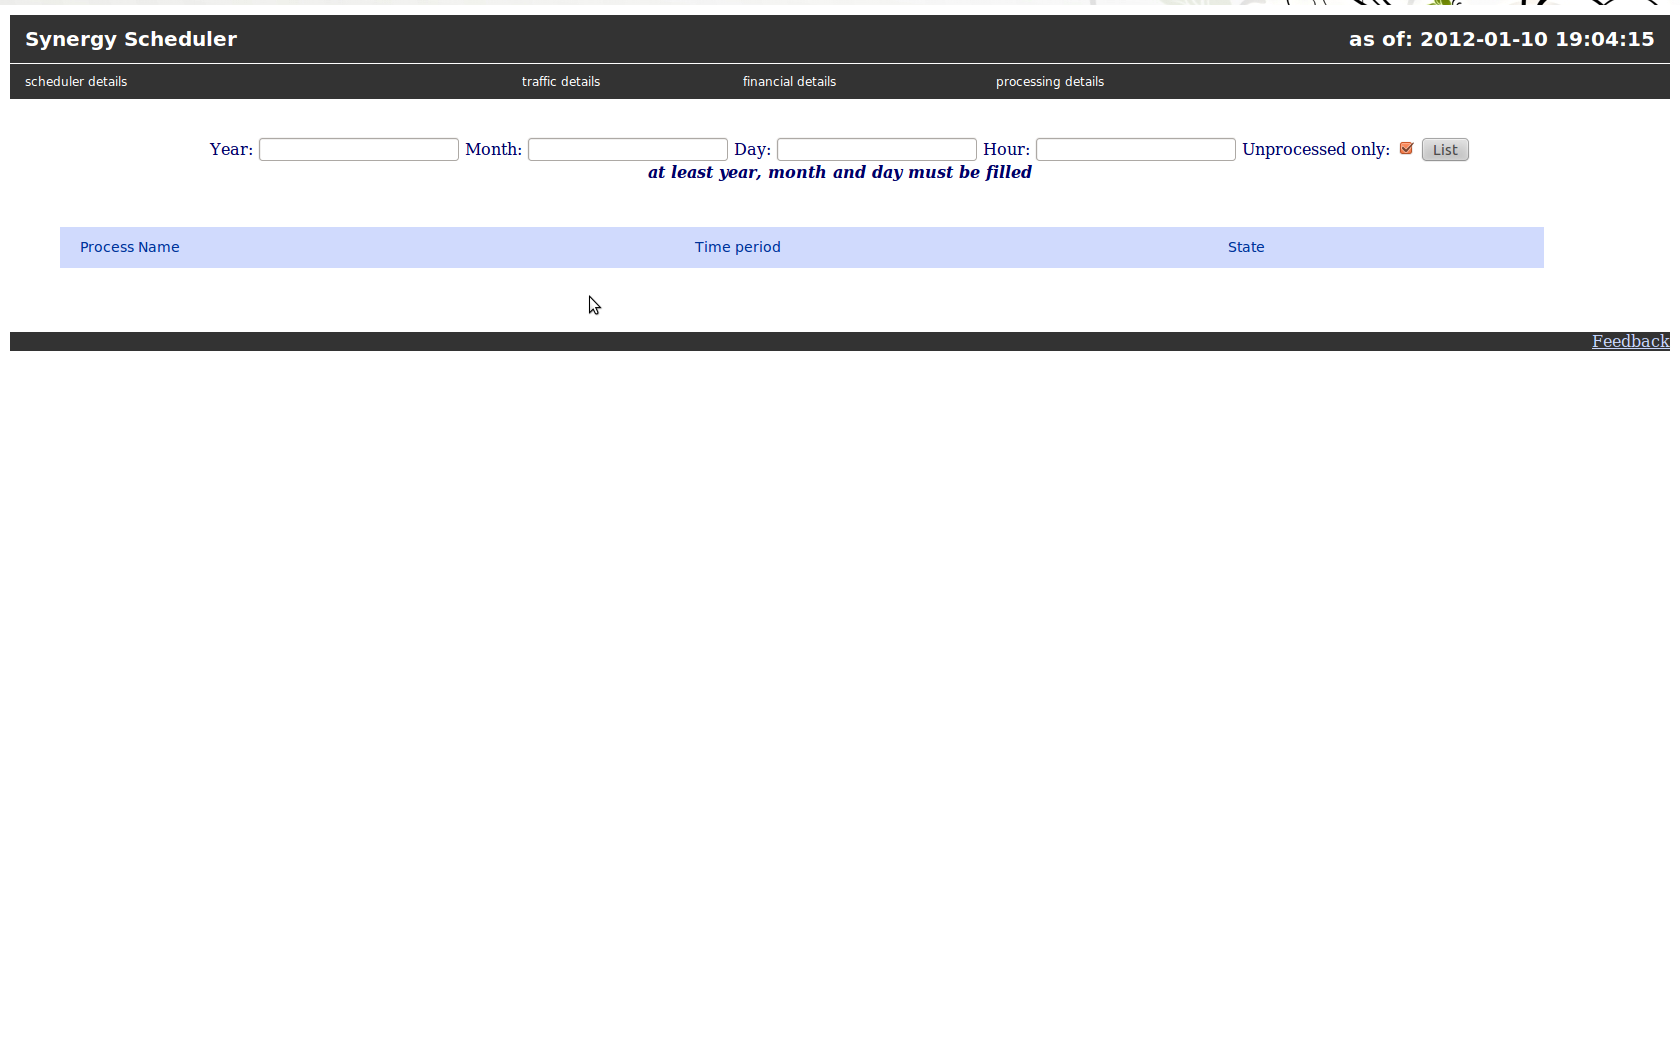 Synergy Scheduler as of: 2012-01-10 19:04:15
scheduler details traffic details financial details processing details
Year: Month: Day: Hour: Unprocessed only: List
at least year, month and day must be filled
Process Name Time period State
Feedback